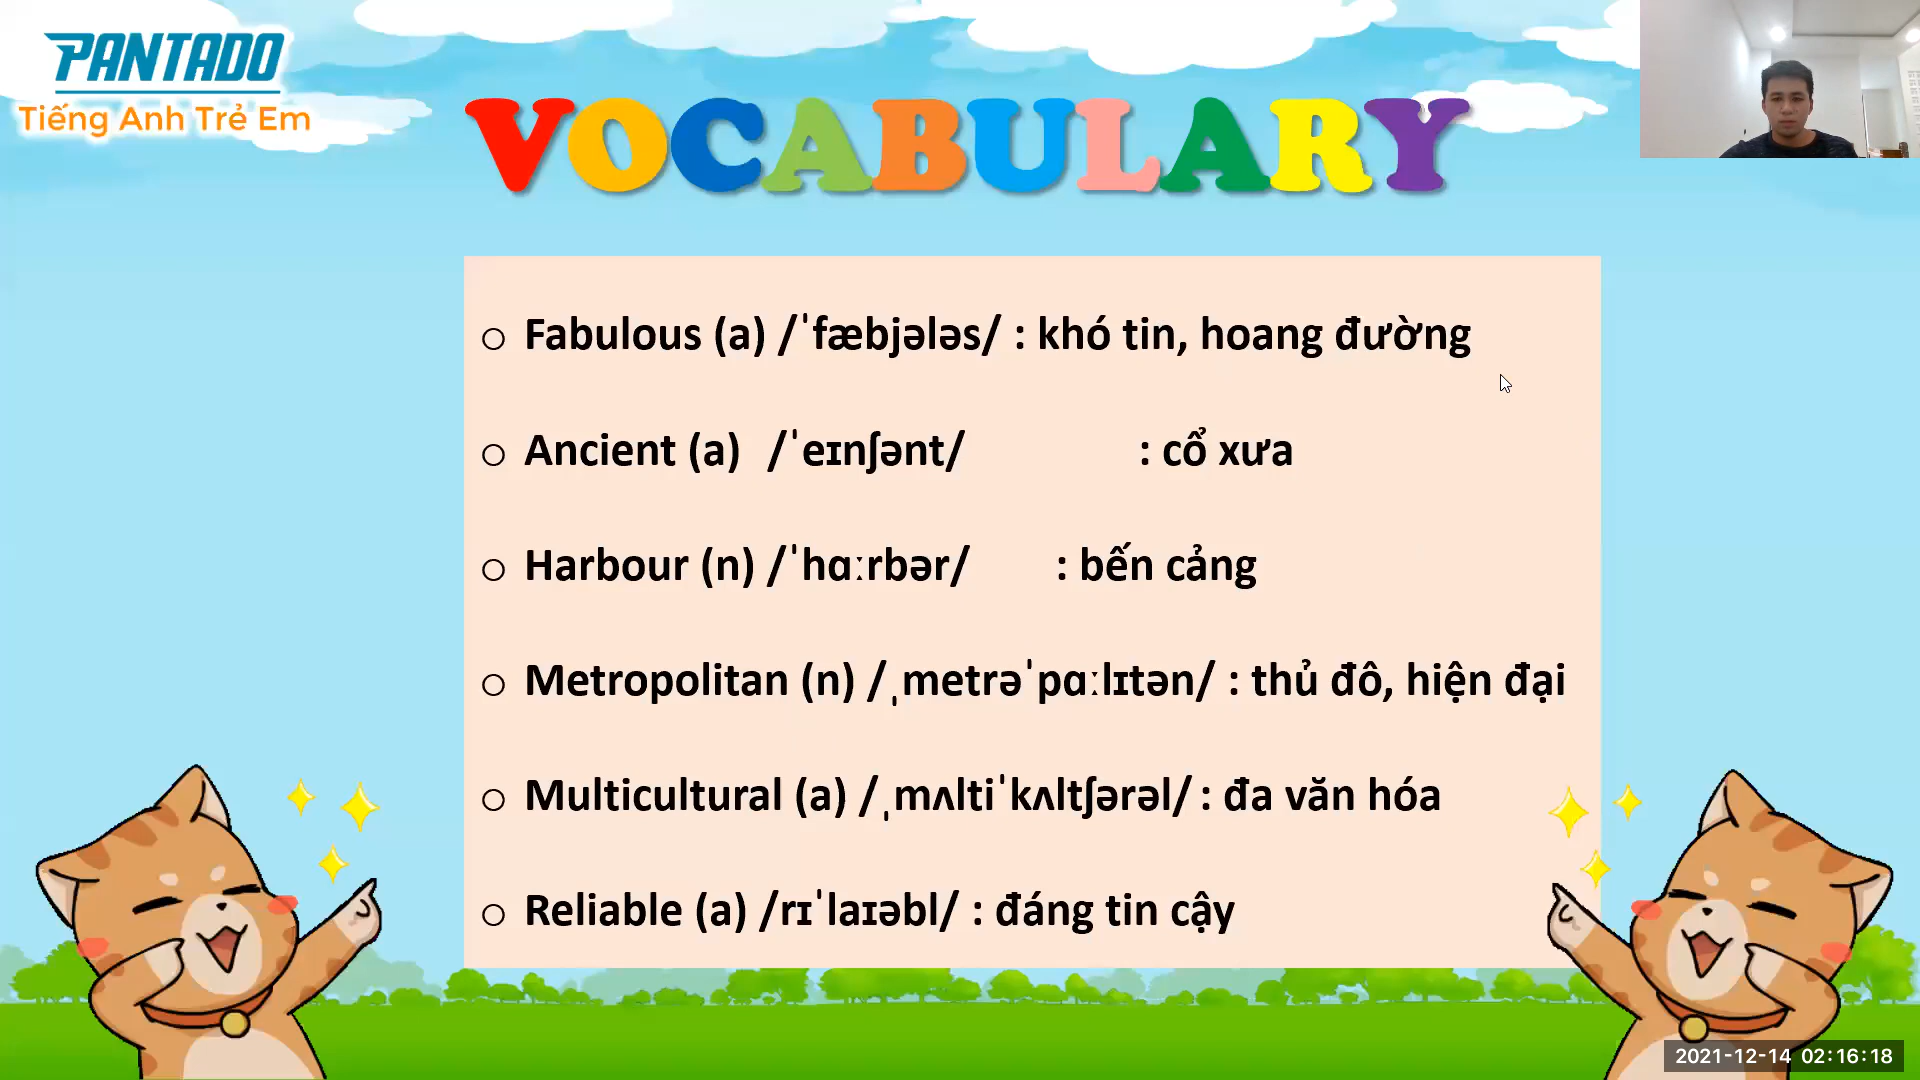 PANTADO
Tiếng Anh Trẻ Em
VOCABULARY
Fabulous (a) /ˈfæbjələs/ : khó tin, hoang đường
Ancient (a) /ˈeɪnʃənt/ : cổ xưa
Harbour (n) /ˈhɑːrbər/ : bến cảng
Metropolitan (n) /ˌmetrəˈpɑːlɪtən/ : thủ đô, hiện đại
Multicultural (a) /ˌmʌltiˈkʌltʃərəl/ : đa văn hóa
Reliable (a) /rɪˈlaɪəbl/ : đáng tin cậy
2021-12-14 02:16:18